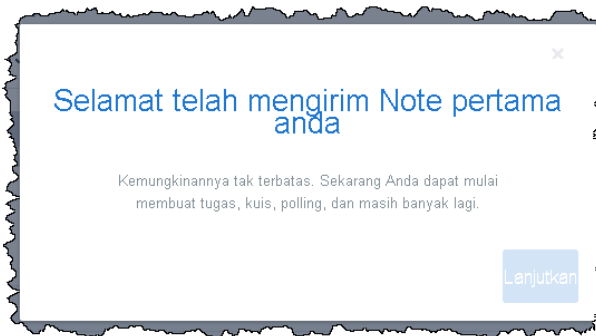 Selamat telah mengirim Note pertama
anda
Kemungkinannya tak terbatas. Sekarang Anda dapat mulai
membuat tugas, kuis, polling, dan masih banyak lagi.
Lanjutkan